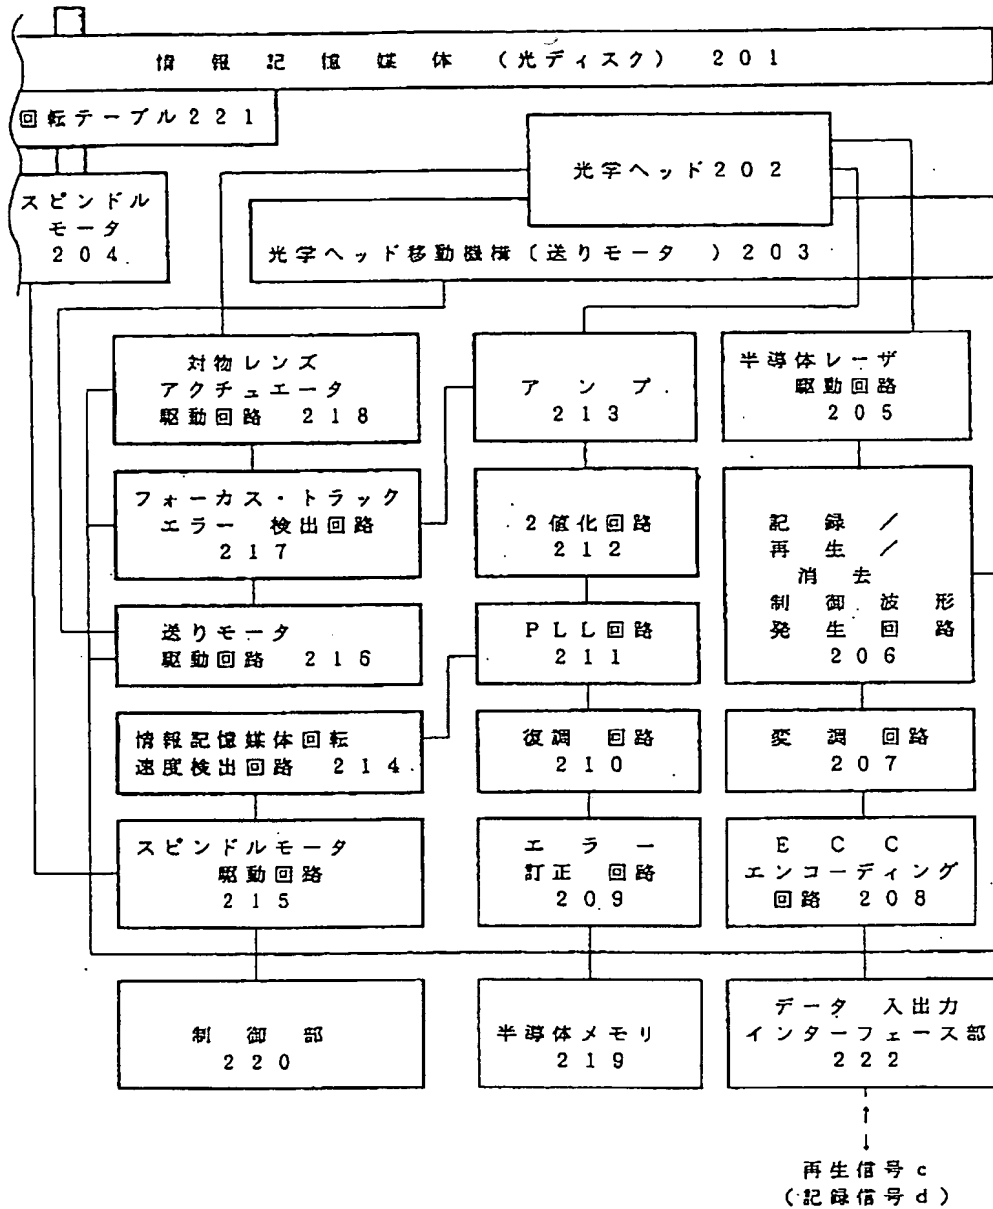 情報記憶媒体 (光ディスク) 201
回転テーブル221
光学ヘッド202
スピンドル
モータ
204
光学ヘッド移動機構(送りモータ )203
対物レンズ
アクチュエータ
駆動回路 218
アンプ
213
半導体レーザ
駆動回路
205
フォーカス・トラック
エラー 検出回路
217
2値化回路
212
記録/
再生/
消去
制御波形
発生回路
206
送りモータ
駆動回路 216
PLL回路
211
情報記憶媒体回転
速度検出回路 214
復調 回路
210
変調 回路
207
スピンドルモータ
駆動回路
215
エラー
訂正 回路
209
ECC
エンコーディング
回路 208
制御部
220
半導体メモリ
219
データ 入出力
インターフェース部
222
再生信号c
(記録信号d)